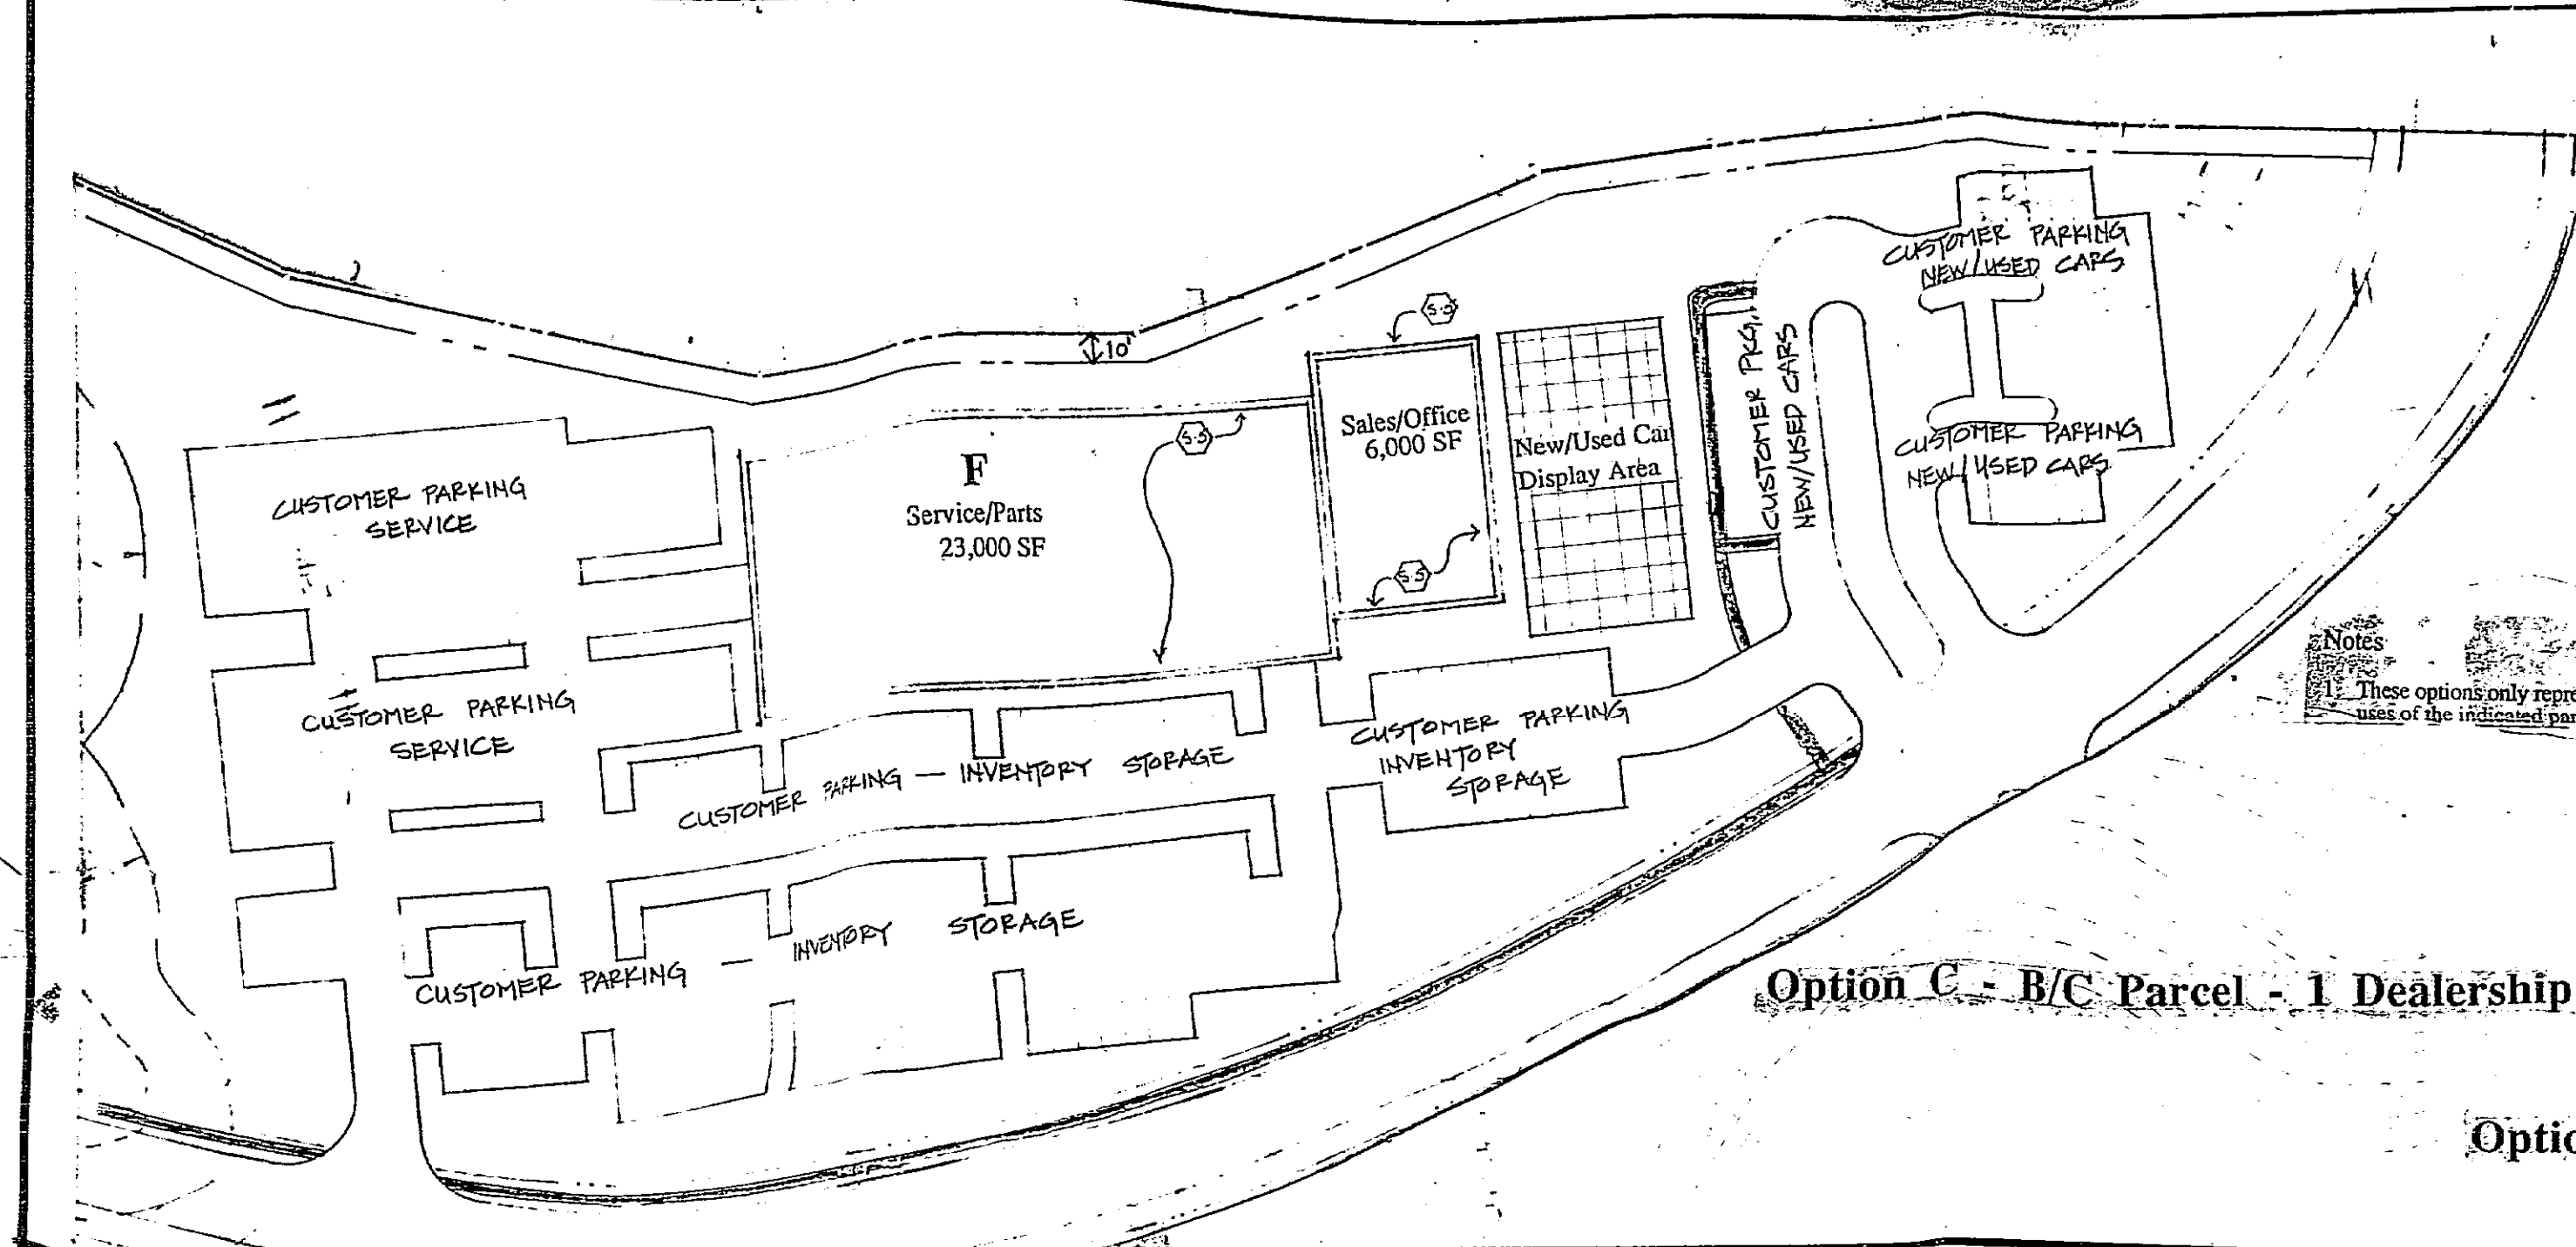 10'
S-S
CUSTOMER PARKING
NEW/USED CARS
CUSTOMER PKG.
NEW/USED CARS
Sales/Office
6,000 SF
New/Used Car
Display Area
S-S
F
Service/Parts
23,000 SF
S-S
CUSTOMER PARKING
NEW/USED CARS
CUSTOMER PARKING
SERVICE
CUSTOMER PARKING
SERVICE
CUSTOMER PARKING — INVENTORY STORAGE
CUSTOMER PARKING
INVENTORY
STORAGE
CUSTOMER PARKING — INVENTORY STORAGE
Notes
1. These options only repre
uses of the indicated par
Option C - B/C Parcel - 1 Dealership
Optio